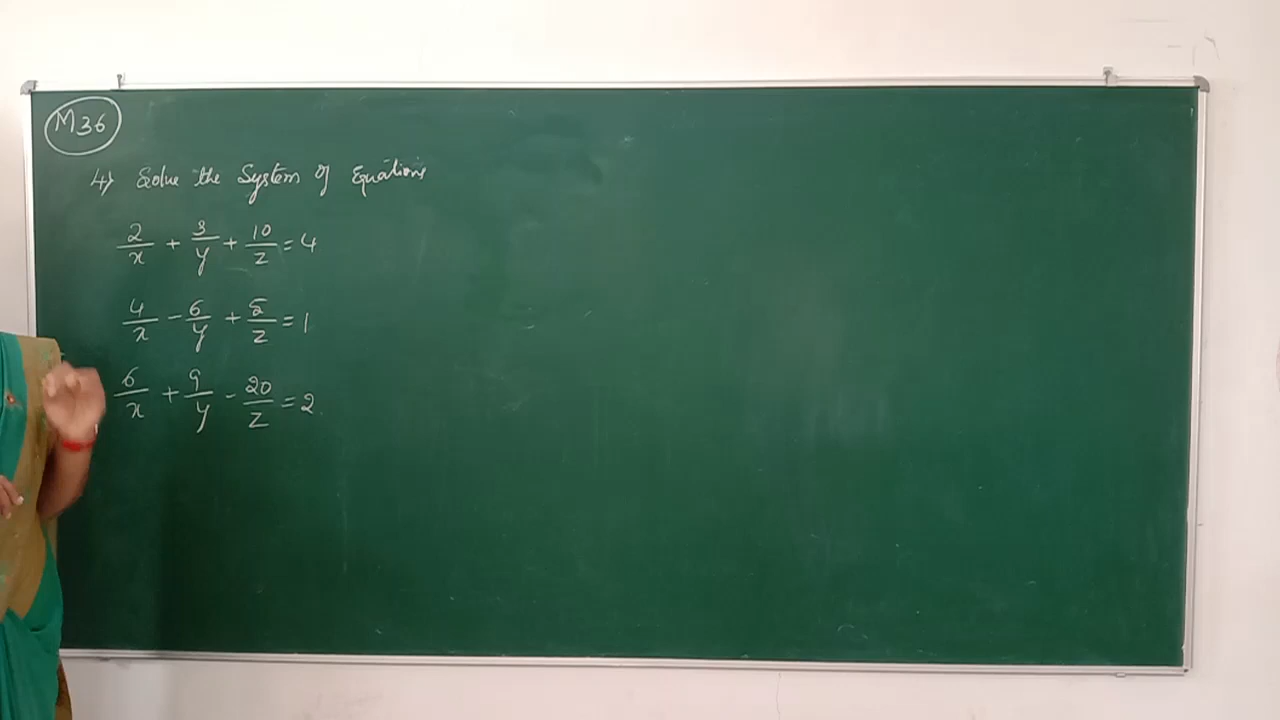 M36
4) Solve the System of Equations
2/x + 3/y + 10/z = 4
4/x - 6/y + 5/z = 1
6/x + 9/y - 20/z = 2